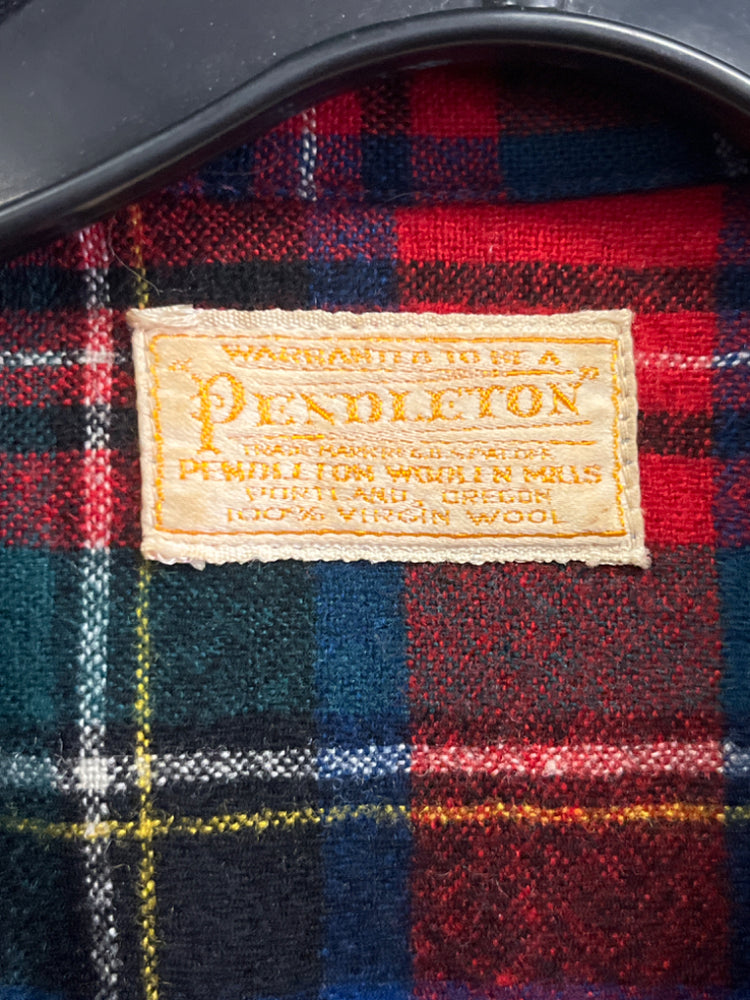 WARRANTED TO BE A
"PENDLETON"
TRADE MARK REG. U.S. PAT. OFF.
PENDLETON WOOLEN MILLS
PORTLAND, OREGON
100% VIRGIN WOOL